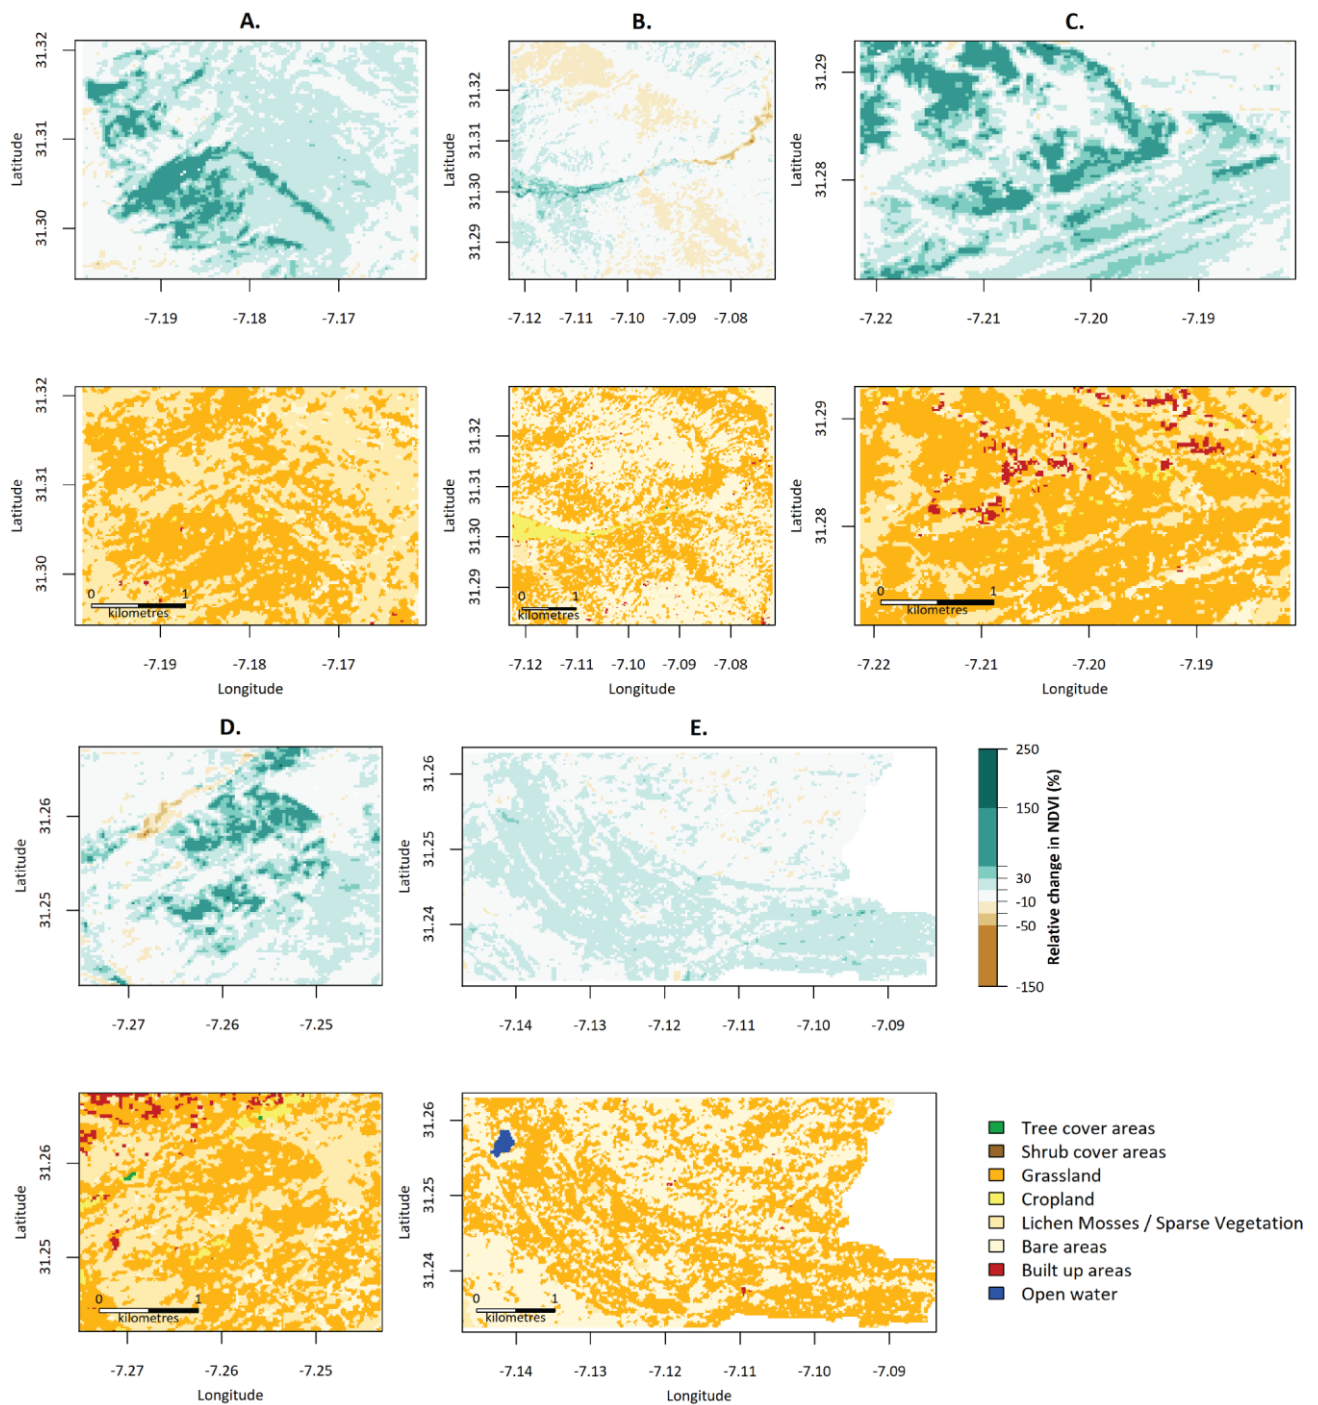 A.
B.
C.
Latitude
31.32
31.31
31.30
-7.19 -7.18 -7.17
Latitude
31.32
31.31
31.30
31.29
-7.12 -7.11 -7.10 -7.09 -7.08
Latitude
31.29
31.28
-7.22 -7.21 -7.20 -7.19
Latitude
31.32
31.31
31.30
0 1
kilometres
-7.19 -7.18 -7.17
Longitude
Latitude
31.32
31.31
31.30
31.29
0 1
kilometres
-7.12 -7.11 -7.10 -7.09 -7.08
Longitude
Latitude
31.29
31.28
0 1
kilometres
-7.22 -7.21 -7.20 -7.19
Longitude
D.
E.
Latitude
31.26
31.25
-7.27 -7.26 -7.25
Latitude
31.26
31.25
31.24
-7.14 -7.13 -7.12 -7.11 -7.10 -7.09
250
150
30
-10
-50
-150
Relative change in NDVI (%)
Latitude
31.26
31.25
0 1
kilometres
-7.27 -7.26 -7.25
Longitude
Latitude
31.26
31.25
31.24
0 1
kilometres
-7.14 -7.13 -7.12 -7.11 -7.10 -7.09
Longitude
Tree cover areas
Shrub cover areas
Grassland
Cropland
Lichen Mosses / Sparse Vegetation
Bare areas
Built up areas
Open water